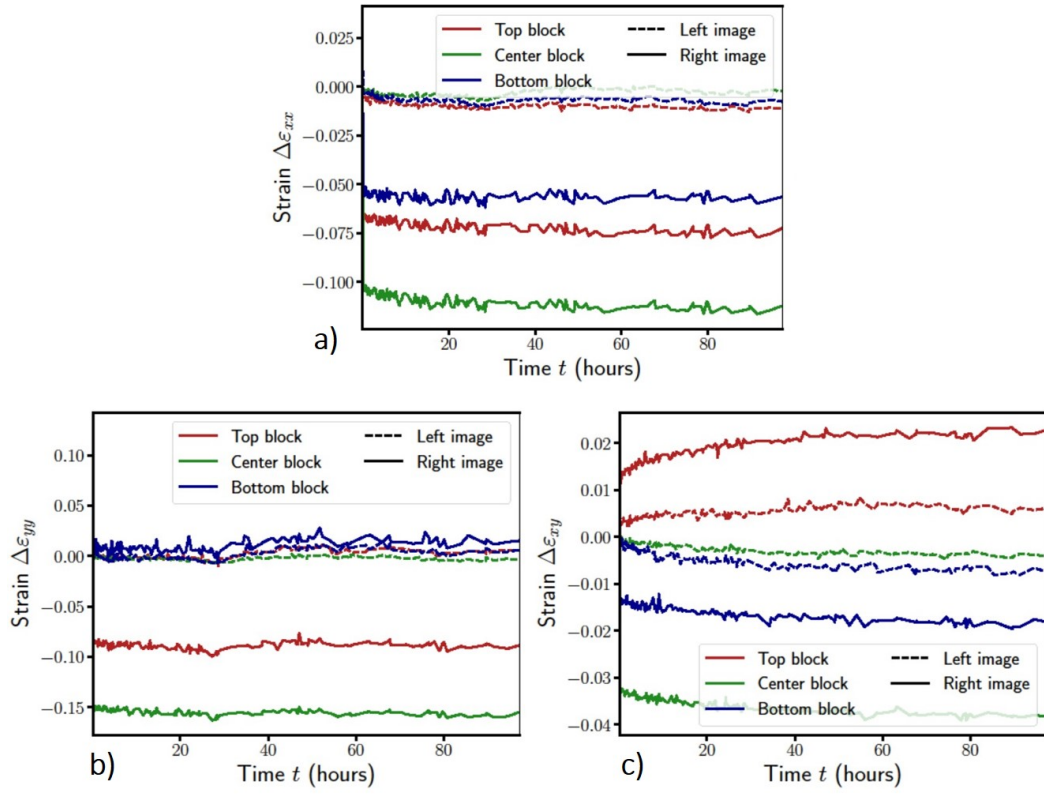 Top block
Center block
Bottom block
Left image
Right image
0.025
0.000
−0.025
−0.050
−0.075
−0.100
Strain Δε_xx
20
40
60
80
Time t (hours)
a)
Top block
Center block
Bottom block
Left image
Right image
0.10
0.05
0.00
−0.05
−0.10
−0.15
Strain Δε_yy
20
40
60
80
Time t (hours)
b)
0.02
0.01
0.00
−0.01
−0.02
−0.03
−0.04
Strain Δε_xy
Top block
Center block
Bottom block
Left image
Right image
20
40
60
80
Time t (hours)
c)